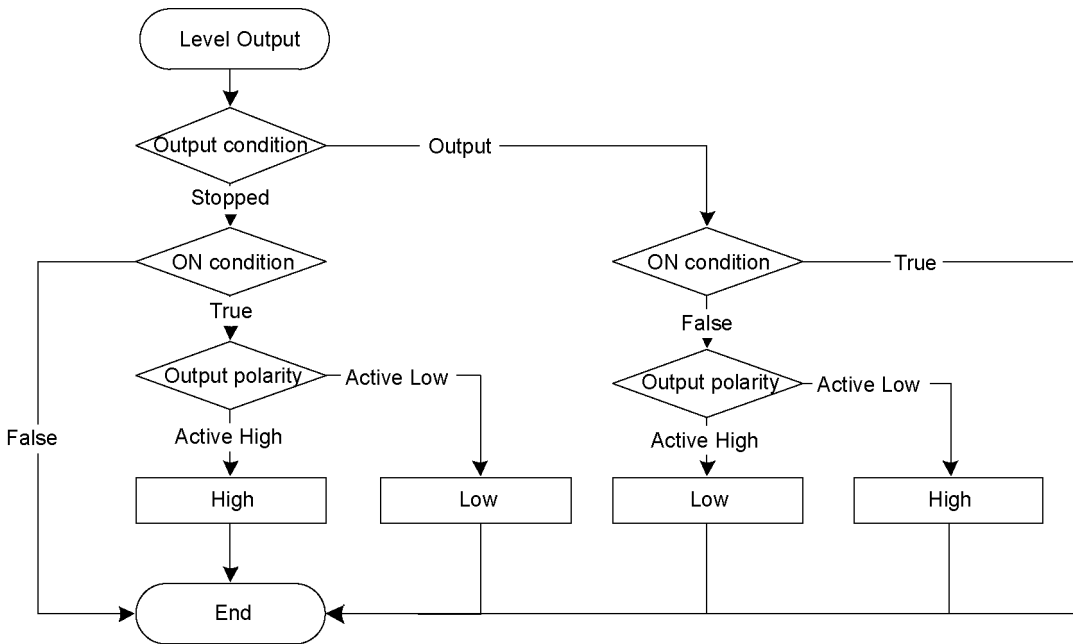 Level Output
Output condition
Output
Stopped
ON condition
ON condition
True
True
False
Output polarity
Active Low
Output polarity
Active Low
False
Active High
Active High
High
Low
Low
High
End